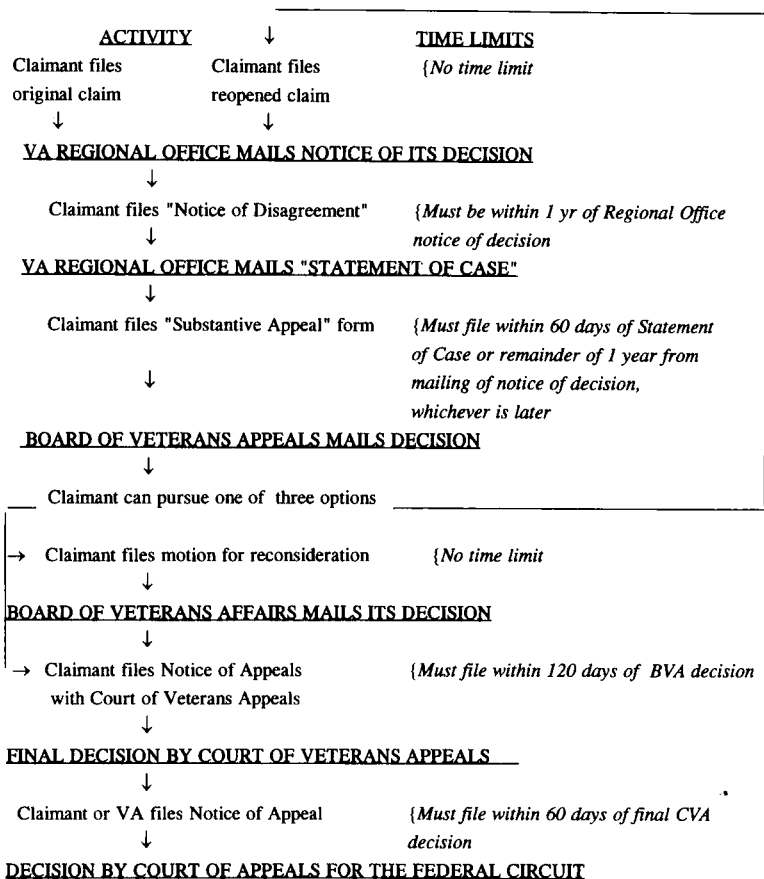 ACTIVITY TIME LIMITS
Claimant files Claimant files {No time limit
original claim reopened claim
VA REGIONAL OFFICE MAILS NOTICE OF ITS DECISION
Claimant files "Notice of Disagreement" {Must be within 1 yr of Regional Office
notice of decision
VA REGIONAL OFFICE MAILS "STATEMENT OF CASE"
Claimant files "Substantive Appeal" form {Must file within 60 days of Statement
of Case or remainder of 1 year from
mailing of notice of decision,
whichever is later
BOARD OF VETERANS APPEALS MAILS DECISION
Claimant can pursue one of three options
Claimant files motion for reconsideration {No time limit
BOARD OF VETERANS AFFAIRS MAILS ITS DECISION
Claimant files Notice of Appeals {Must file within 120 days of BVA decision
with Court of Veterans Appeals
FINAL DECISION BY COURT OF VETERANS APPEALS
Claimant or VA files Notice of Appeal {Must file within 60 days of final CVA
decision
DECISION BY COURT OF APPEALS FOR THE FEDERAL CIRCUIT